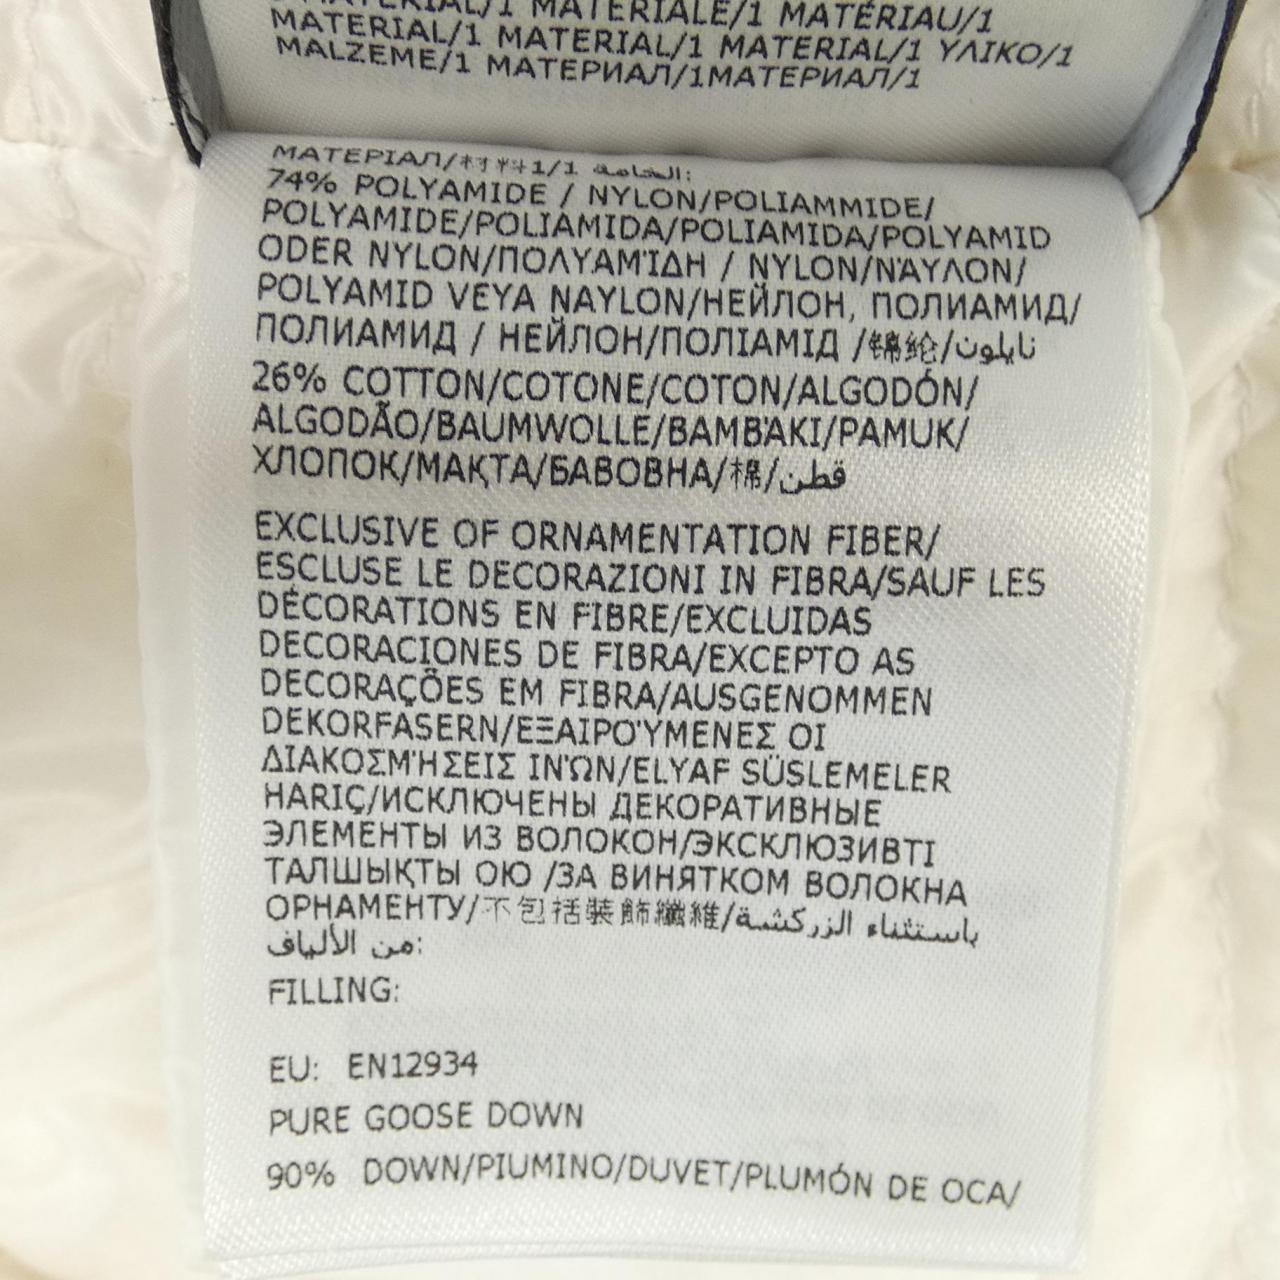 MATERIAL/1 MATERIALE/1 MATÉRIAU/1
MATERIAL/1 MATERIAL/1 MATERIAL/1 ΥΛΙΚΟ/1
MALZEME/1 МАТЕРИАЛ/1МАТЕРИАЛ/1
МАТЕРІАЛ/材料1/1 الخامة:
74% POLYAMIDE / NYLON/POLIAMMIDE/
POLYAMIDE/POLIAMIDA/POLIAMIDA/POLYAMID
ODER NYLON/ΠΟΛΥΑΜΊΔΗ / NYLON/ΝΆΥΛΟΝ/
POLYAMID VEYA NAYLON/НЕЙЛОН, ПОЛИАМИД/
ПОЛИАМИД / НЕЙЛОН/ПОЛІАМІД /锦纶/نايلون
26% COTTON/COTONE/COTON/ALGODÓN/
ALGODÃO/BAUMWOLLE/ΒΑΜΒΆΚΙ/PAMUK/
ХЛОПОК/МАҚТА/БАВОВНА/棉/قطن
EXCLUSIVE OF ORNAMENTATION FIBER/
ESCLUSE LE DECORAZIONI IN FIBRA/SAUF LES
DÉCORATIONS EN FIBRE/EXCLUIDAS
DECORACIONES DE FIBRA/EXCEPTO AS
DECORAÇÕES EM FIBRA/AUSGENOMMEN
DEKORFASERN/ΕΞΑΙΡΟΎΜΕΝΕΣ ΟΙ
ΔΙΑΚΟΣΜΉΣΕΙΣ ΙΝΏΝ/ELYAF SÜSLEMELER
HARIÇ/ИСКЛЮЧЕНЫ ДЕКОРАТИВНЫЕ
ЭЛЕМЕНТЫ ИЗ ВОЛОКОН/ЭКСКЛЮЗИВТІ
ТАЛШЫҚТЫ ОЮ /ЗА ВИНЯТКОМ ВОЛОКНА
ОРНАМЕНТУ/不包括裝飾纖維/باستثناء الزركشة
من الألياف:
FILLING:
EU: EN12934
PURE GOOSE DOWN
90% DOWN/PIUMINO/DUVET/PLUMÓN DE OCA/